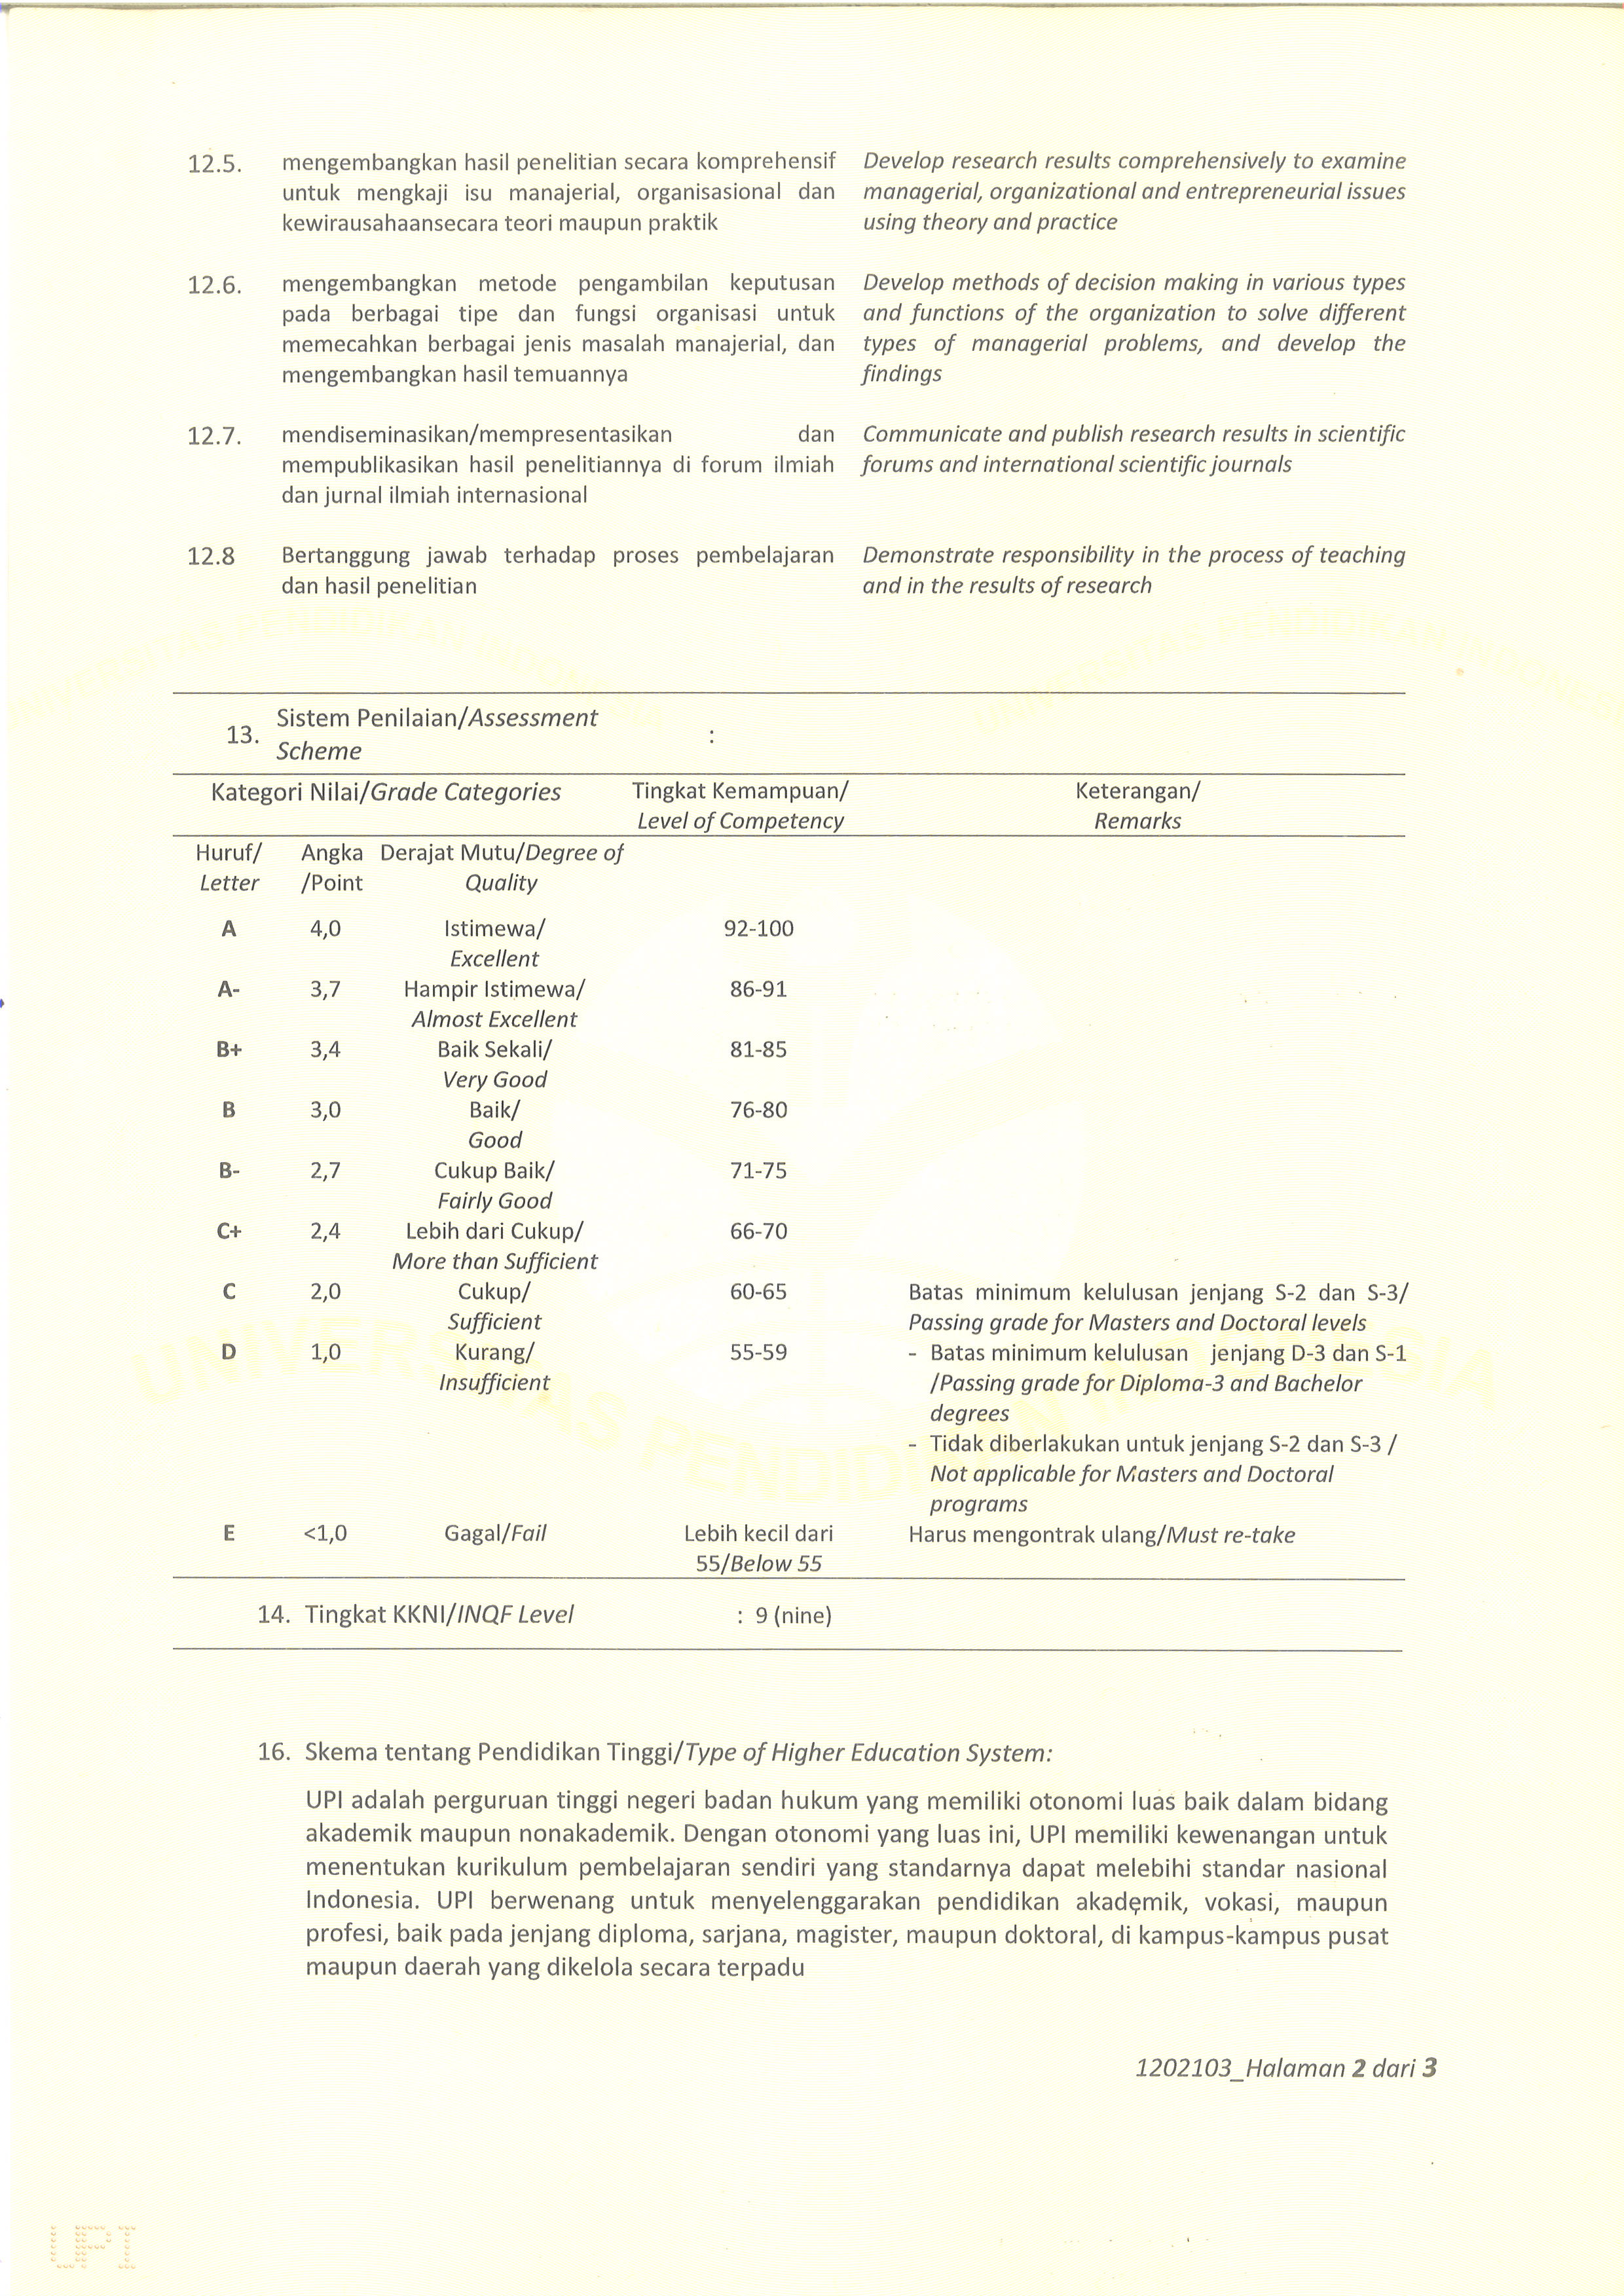 12.5. mengembangkan hasil penelitian secara komprehensif Develop research results comprehensively to examine
untuk mengkaji isu manajerial, organisasional dan managerial, organizational and entrepreneurial issues
kewirausahaansecara teori maupun praktik using theory and practice
12.6. mengembangkan metode pengambilan keputusan Develop methods of decision making in various types
pada berbagai tipe dan fungsi organisasi untuk and functions of the organization to solve different
memecahkan berbagai jenis masalah manajerial, dan types of managerial problems, and develop the
mengembangkan hasil temuannya findings
12.7. mendiseminasikan/mempresentasikan dan Communicate and publish research results in scientific
mempublikasikan hasil penelitiannya di forum ilmiah forums and international scientific journals
dan jurnal ilmiah internasional
12.8 Bertanggung jawab terhadap proses pembelajaran Demonstrate responsibility in the process of teaching
dan hasil penelitian and in the results of research
UNIVERSITAS PENDIDIKAN INDONESIA UNIVERSITAS PENDIDIKAN INDONESIA
13. Sistem Penilaian/Assessment :
Scheme
Kategori Nilai/Grade Categories Tingkat Kemampuan/ Keterangan/
Level of Competency Remarks
Huruf/ Angka Derajat Mutu/Degree of
Letter /Point Quality
A 4,0 Istimewa/ 92-100
Excellent
A- 3,7 Hampir Istimewa/ 86-91
Almost Excellent
B+ 3,4 Baik Sekali/ 81-85
Very Good
B 3,0 Baik/ 76-80
Good
B- 2,7 Cukup Baik/ 71-75
Fairly Good
C+ 2,4 Lebih dari Cukup/ 66-70
More than Sufficient
C 2,0 Cukup/ 60-65 Batas minimum kelulusan jenjang S-2 dan S-3/
Sufficient Passing grade for Masters and Doctoral levels
D 1,0 Kurang/ 55-59 - Batas minimum kelulusan jenjang D-3 dan S-1
Insufficient /Passing grade for Diploma-3 and Bachelor
degrees
- Tidak diberlakukan untuk jenjang S-2 dan S-3 /
Not applicable for Masters and Doctoral
programs
UNIVERSITAS PENDIDIKAN INDONESIA
E <1,0 Gagal/Fail Lebih kecil dari Harus mengontrak ulang/Must re-take
55/Below 55
14. Tingkat KKNI/INQF Level : 9 (nine)
16. Skema tentang Pendidikan Tinggi/Type of Higher Education System:
UPI adalah perguruan tinggi negeri badan hukum yang memiliki otonomi luas baik dalam bidang
akademik maupun nonakademik. Dengan otonomi yang luas ini, UPI memiliki kewenangan untuk
menentukan kurikulum pembelajaran sendiri yang standarnya dapat melebihi standar nasional
Indonesia. UPI berwenang untuk menyelenggarakan pendidikan akademik, vokasi, maupun
profesi, baik pada jenjang diploma, sarjana, magister, maupun doktoral, di kampus-kampus pusat
maupun daerah yang dikelola secara terpadu
1202103_Halaman 2 dari 3
UPI